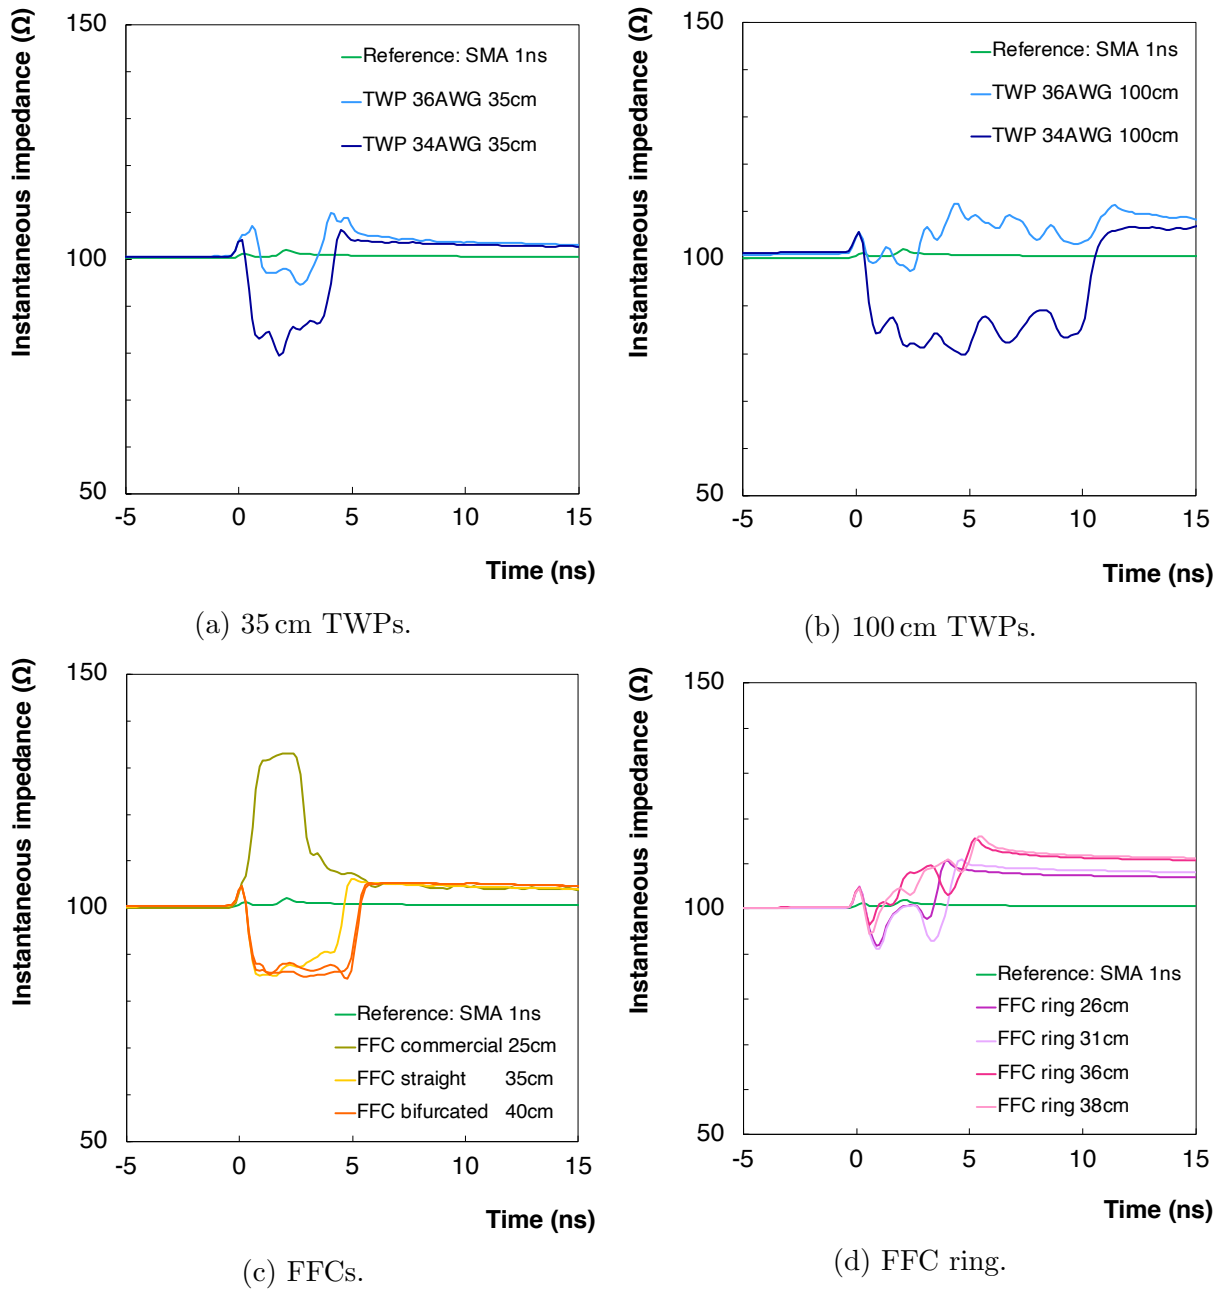 Instantaneous impedance (Ω)
150
100
50
Reference: SMA 1ns
TWP 36AWG 35cm
TWP 34AWG 35cm
-5 0 5 10 15
Time (ns)
(a) 35 cm TWPs.
Instantaneous impedance (Ω)
150
100
50
Reference: SMA 1ns
TWP 36AWG 100cm
TWP 34AWG 100cm
-5 0 5 10 15
Time (ns)
(b) 100 cm TWPs.
Instantaneous impedance (Ω)
150
100
50
Reference: SMA 1ns
FFC commercial 25cm
FFC straight 35cm
FFC bifurcated 40cm
-5 0 5 10 15
Time (ns)
(c) FFCs.
Instantaneous impedance (Ω)
150
100
50
Reference: SMA 1ns
FFC ring 26cm
FFC ring 31cm
FFC ring 36cm
FFC ring 38cm
-5 0 5 10 15
Time (ns)
(d) FFC ring.